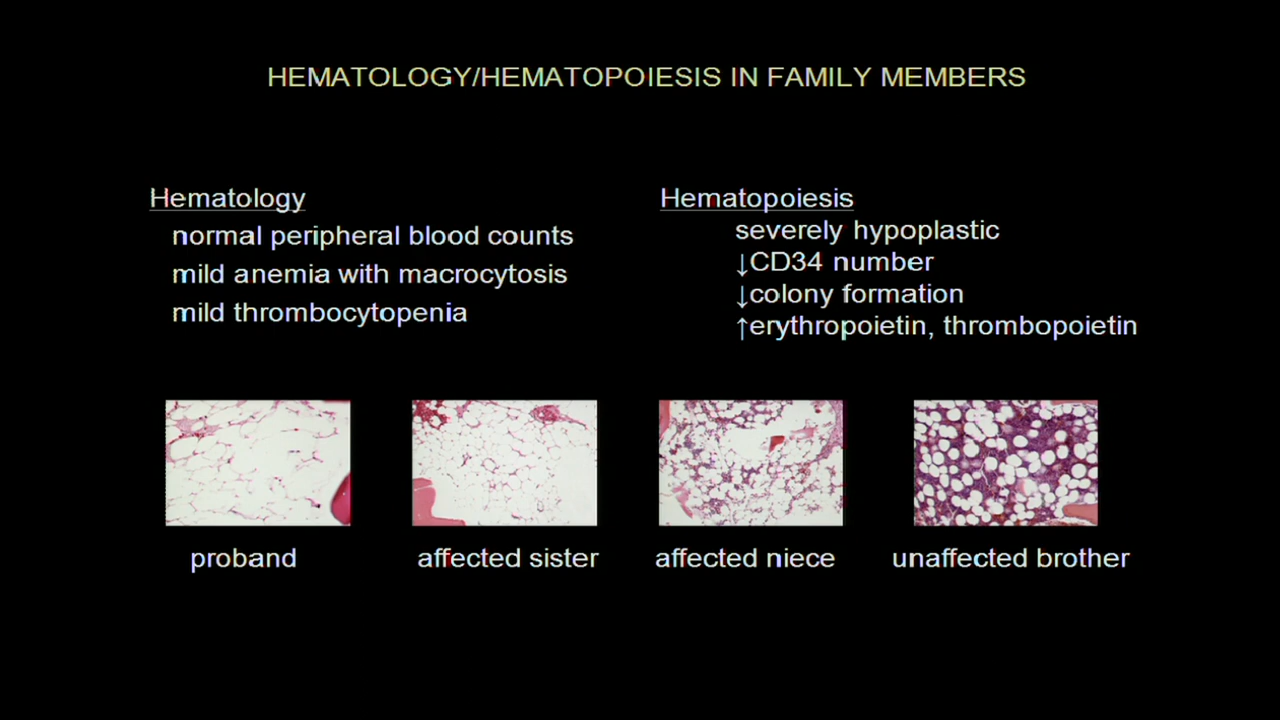 HEMATOLOGY/HEMATOPOIESIS IN FAMILY MEMBERS
Hematology
normal peripheral blood counts
mild anemia with macrocytosis
mild thrombocytopenia
Hematopoiesis
severely hypoplastic
↓CD34 number
↓colony formation
↑erythropoietin, thrombopoietin
proband
affected sister
affected niece
unaffected brother